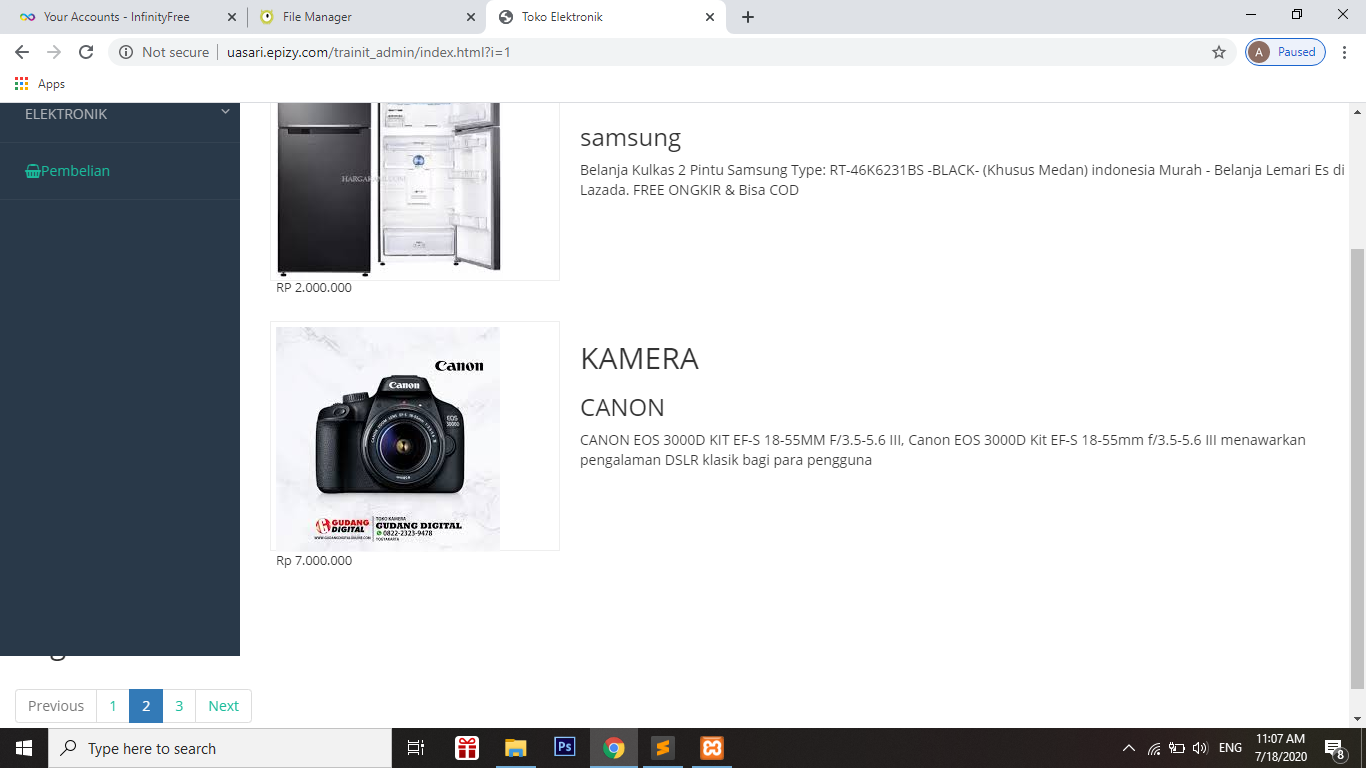 Your Accounts - InfinityFree
File Manager
Toko Elektronik
Not secure
uasari.epizy.com/trainit_admin/index.html?i=1
A
Paused
Apps
ELEKTRONIK
Pembelian
samsung
Belanja Kulkas 2 Pintu Samsung Type: RT-46K6231BS -BLACK- (Khusus Medan) indonesia Murah - Belanja Lemari Es di
Lazada. FREE ONGKIR & Bisa COD
RP 2.000.000
Canon
Canon
EOS
3000D
GUDANG
DIGITAL
WWW.GUDANGDIGITALONLINE.COM
TOKO KAMERA
GUDANG DIGITAL
0822-2323-9478
YOGYAKARTA
Rp 7.000.000
KAMERA
CANON
CANON EOS 3000D KIT EF-S 18-55MM F/3.5-5.6 III, Canon EOS 3000D Kit EF-S 18-55mm f/3.5-5.6 III menawarkan
pengalaman DSLR klasik bagi para pengguna
Previous
1
2
3
Next
Type here to search
Ps
ENG
11:07 AM
7/18/2020
8